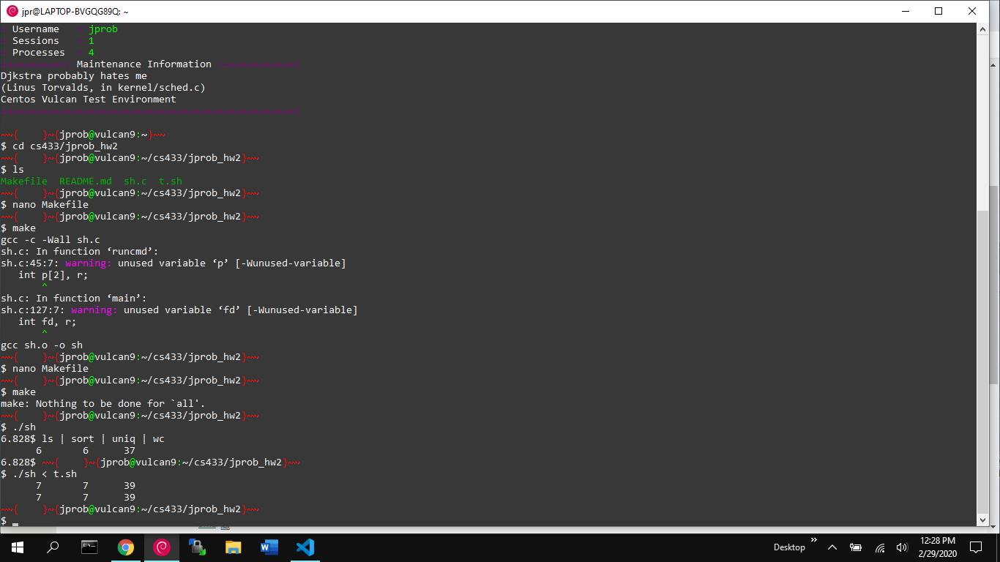 jpr@LAPTOP-BVGQG89Q: ~
+ Username jprob
+ Sessions 1
+ Processes 4
Maintenance Information
Djkstra probably hates me
(Linus Torvalds, in kernel/sched.c)
Centos Vulcan Test Environment
~~{    }~{jprob@vulcan9:~}~~
$ cd cs433/jprob_hw2
~~{    }~{jprob@vulcan9:~/cs433/jprob_hw2}~~
$ ls
Makefile  README.md  sh.c  t.sh
~~{    }~{jprob@vulcan9:~/cs433/jprob_hw2}~~
$ nano Makefile
~~{    }~{jprob@vulcan9:~/cs433/jprob_hw2}~~
$ make
gcc -c -Wall sh.c
sh.c: In function ‘runcmd’:
sh.c:45:7: warning: unused variable ‘p’ [-Wunused-variable]
   int p[2], r;
       ^
sh.c: In function ‘main’:
sh.c:127:7: warning: unused variable ‘fd’ [-Wunused-variable]
   int fd, r;
       ^
gcc sh.o -o sh
~~{    }~{jprob@vulcan9:~/cs433/jprob_hw2}~~
$ nano Makefile
~~{    }~{jprob@vulcan9:~/cs433/jprob_hw2}~~
$ make
make: Nothing to be done for `all'.
~~{    }~{jprob@vulcan9:~/cs433/jprob_hw2}~~
$ ./sh
6.828$ ls | sort | uniq | wc
      6       6      37
6.828$ ~~{    }~{jprob@vulcan9:~/cs433/jprob_hw2}~~
$ ./sh < t.sh
      7       7      39
      7       7      39
~~{    }~{jprob@vulcan9:~/cs433/jprob_hw2}~~
$
Desktop
12:28 PM
2/29/2020